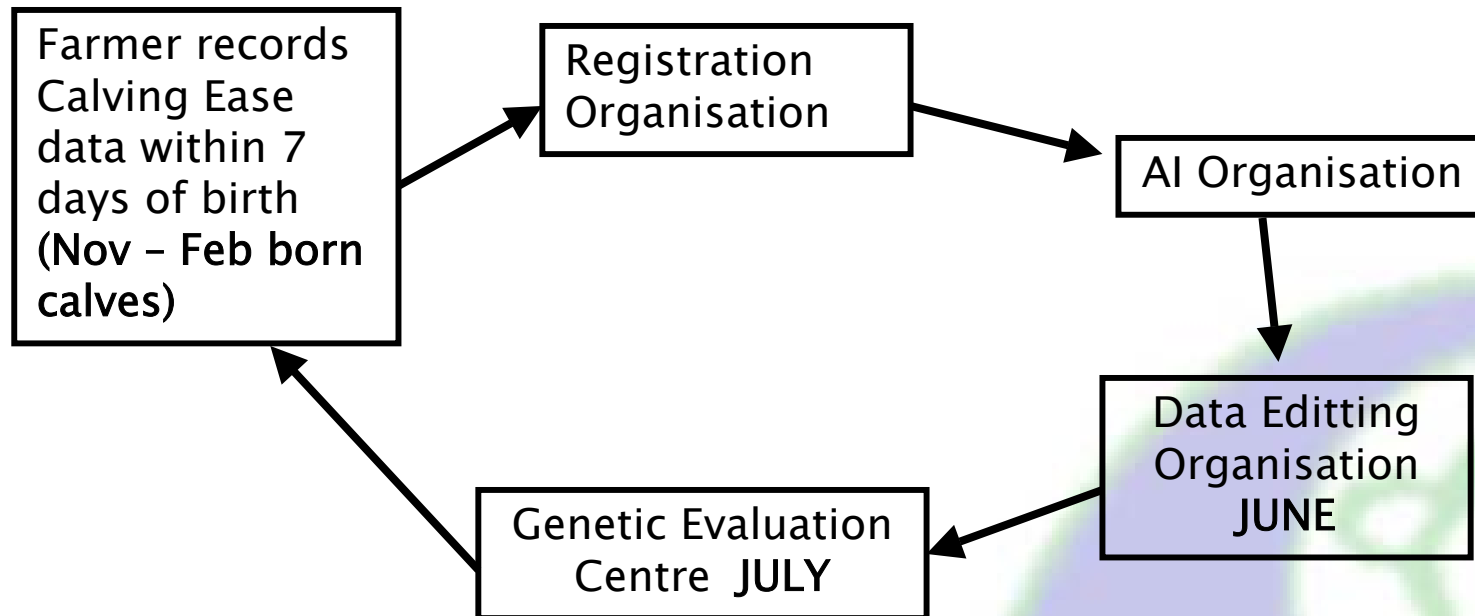 Farmer records
Calving Ease
data within 7
days of birth
(Nov – Feb born
calves)
Registration
Organisation
AI Organisation
Data Editting
Organisation
JUNE
Genetic Evaluation
Centre JULY